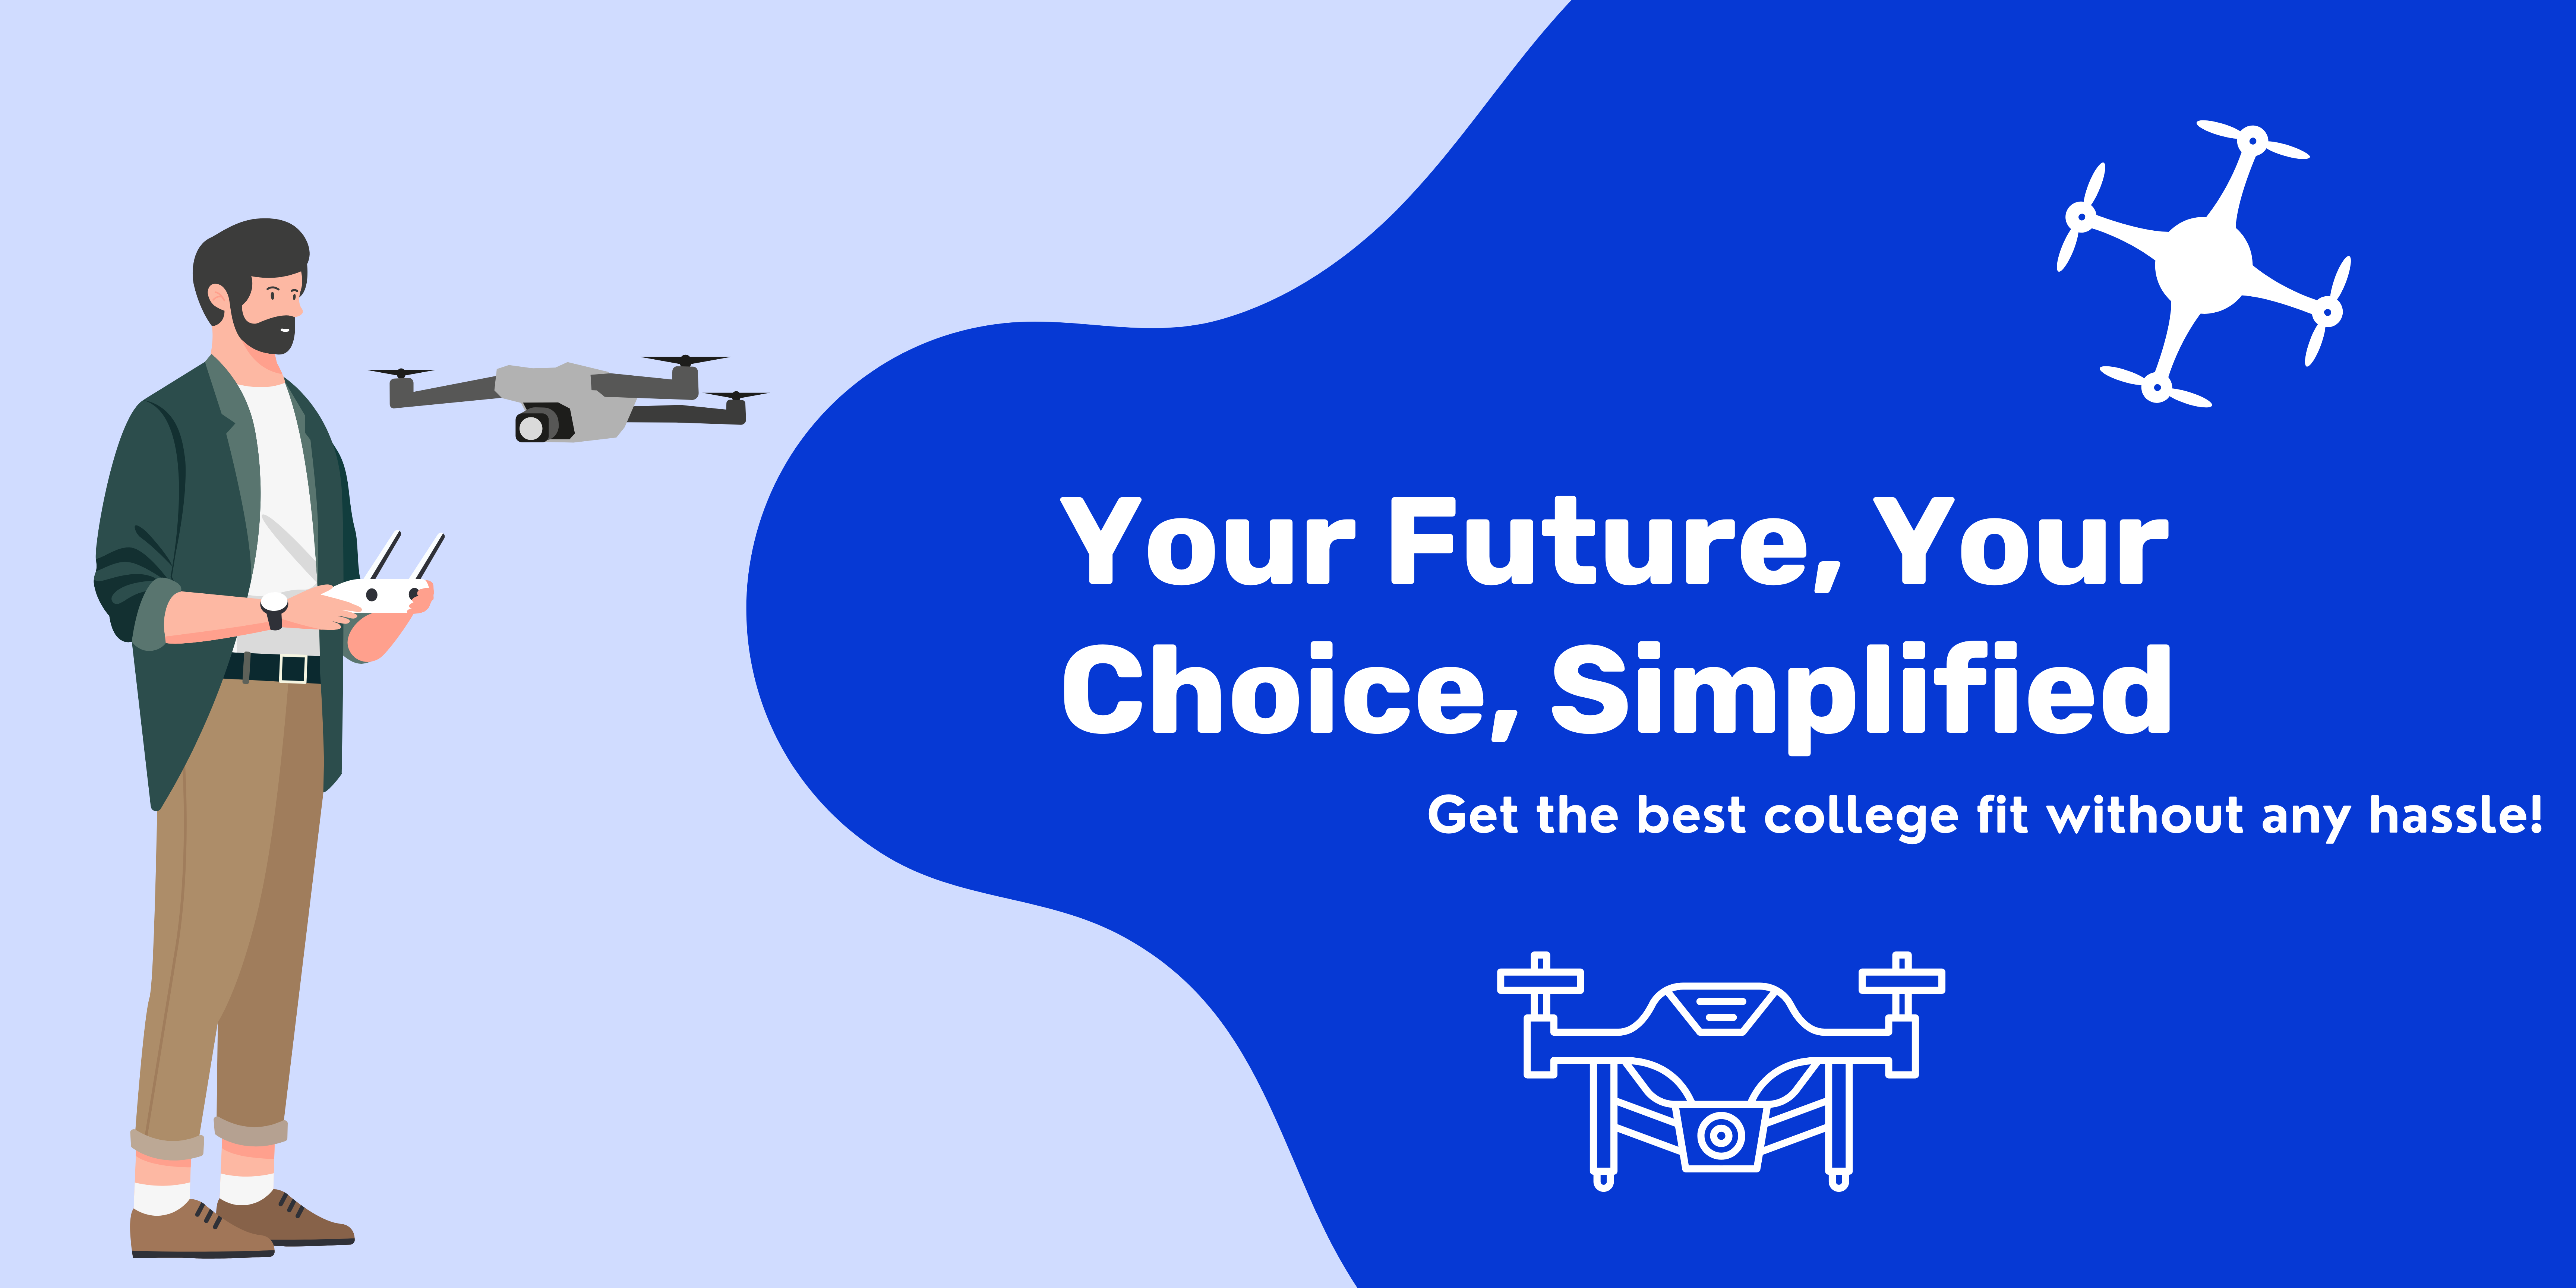 Your Future, Your
Choice, Simplified
Get the best college fit without any hassle!